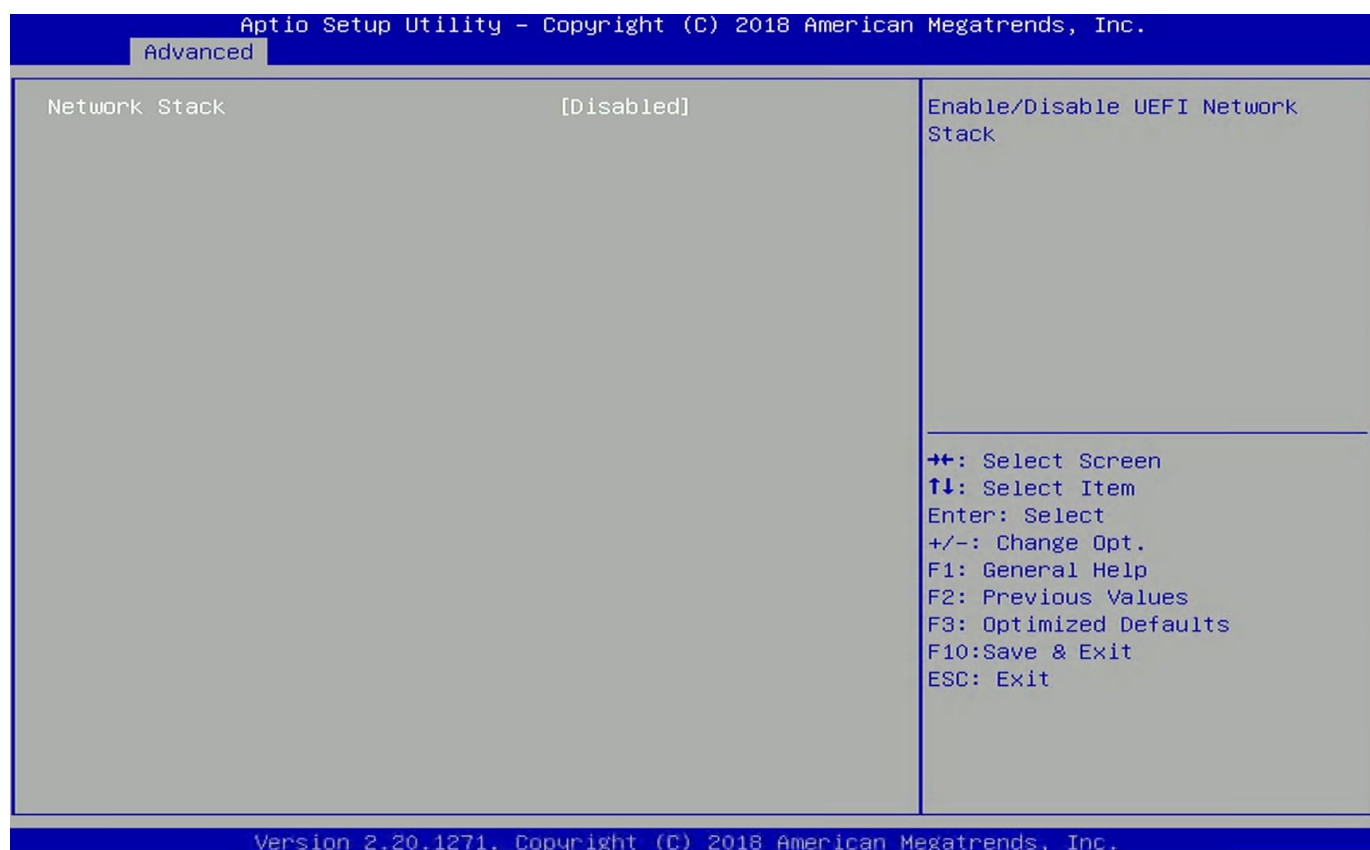 Aptio Setup Utility – Copyright (C) 2018 American Megatrends, Inc.
Advanced
Network Stack [Disabled]
Enable/Disable UEFI Network
Stack
→←: Select Screen
↑↓: Select Item
Enter: Select
+/-: Change Opt.
F1: General Help
F2: Previous Values
F3: Optimized Defaults
F10:Save & Exit
ESC: Exit
Version 2.20.1271. Copyright (C) 2018 American Megatrends, Inc.